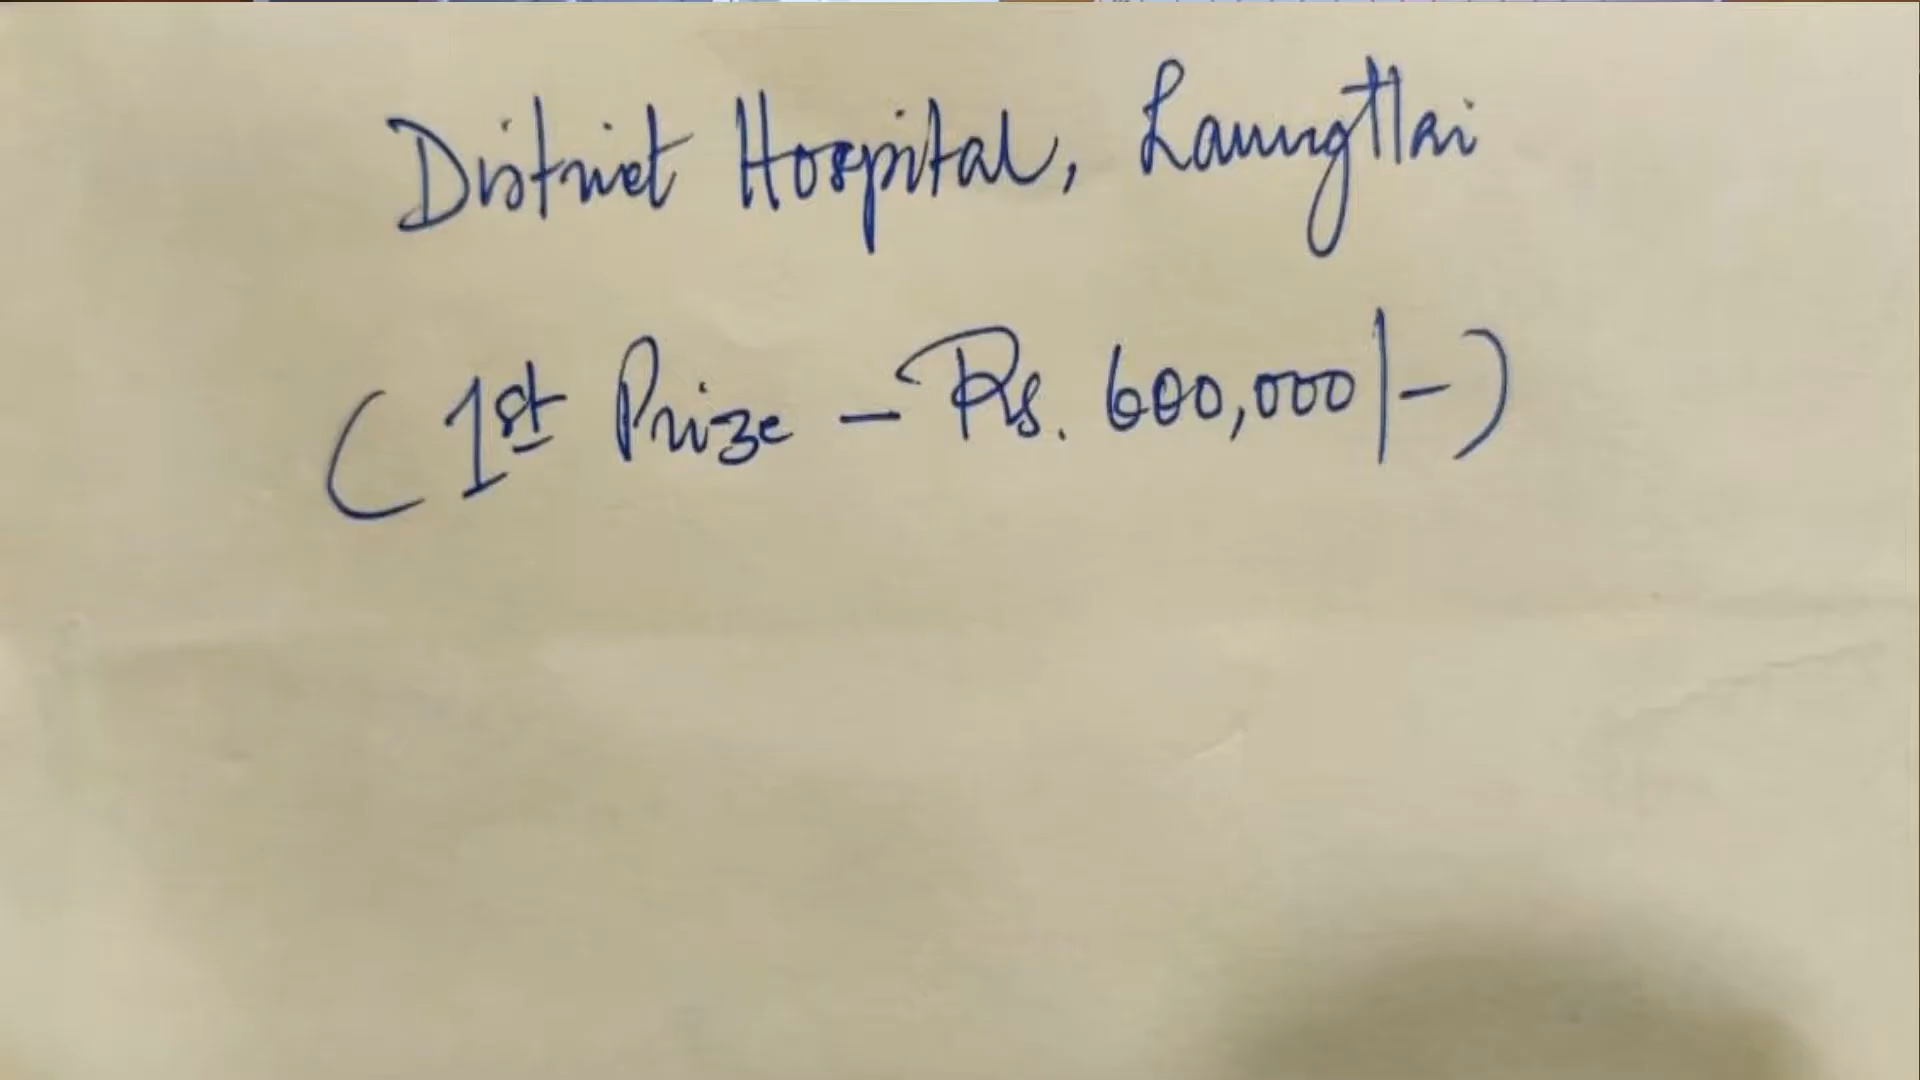 District Hospital, Lawngtlai
(1st Prize - Rs. 600,000/-)